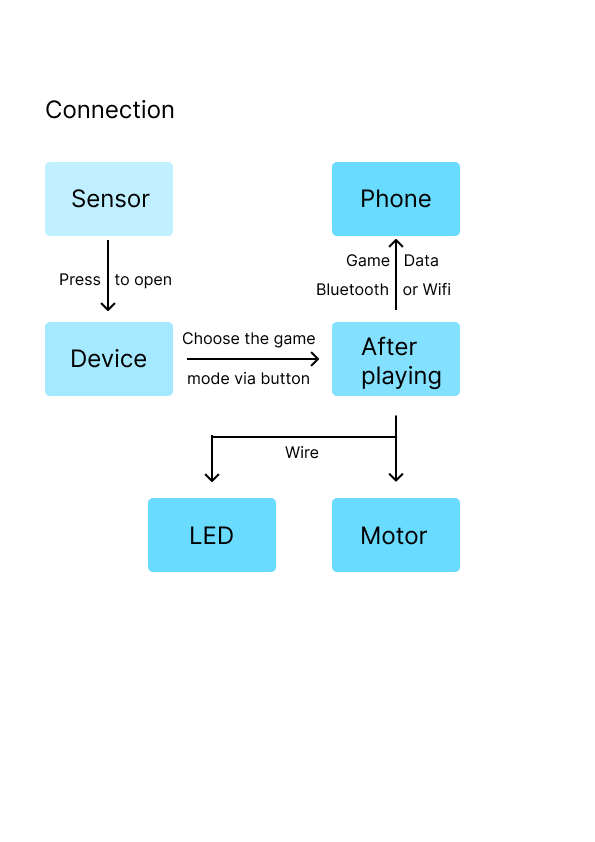 Connection
Sensor
Phone
Press to open
Game Data
Bluetooth or Wifi
Device
Choose the game
mode via button
After
playing
Wire
LED
Motor